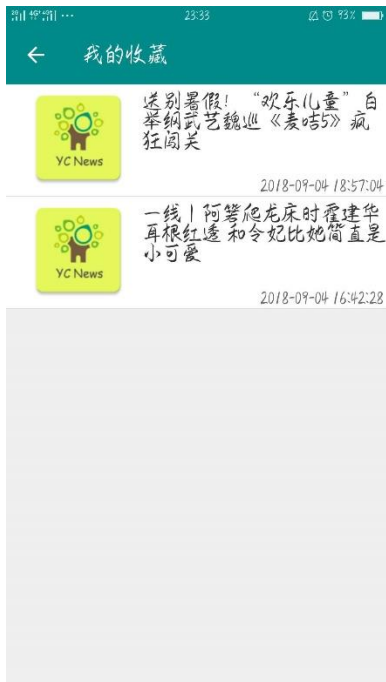 23:33
93%
我的收藏
送别暑假！“欢乐儿童”白
举纲武艺魏巡《麦咭5》疯
狂闯关
YC News
2018-09-04 18:57:04
一线丨阿箬爬龙床时霍建华
耳根红透 和令妃比她简直是
小可爱
YC News
2018-09-04 16:42:28